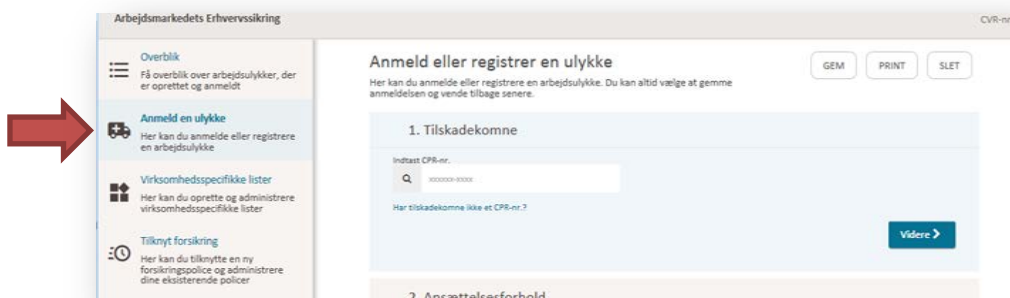 Arbejdsmarkedets Erhvervssikring
CVR-nr
Overblik
Få overblik over arbejdsulykker, der
er oprettet og anmeldt
Anmeld en ulykke
Her kan du anmelde eller registrere
en arbejdsulykke
Virksomhedsspecifikke lister
Her kan du oprette og administrere
virksomhedsspecifikke lister
Tilknyt forsikring
Her kan du tilknytte en ny
forsikringspolice og administrere
dine eksisterende policer
Anmeld eller registrer en ulykke
GEM PRINT SLET
Her kan du anmelde eller registrere en arbejdsulykke. Du kan altid vælge at gemme
anmeldelsen og vende tilbage senere.
1. Tilskadekomne
Indtast CPR-nr.
xxxxxx-xxxx
Har tilskadekomne ikke et CPR-nr.?
Videre
2. Ansættelsesforhold